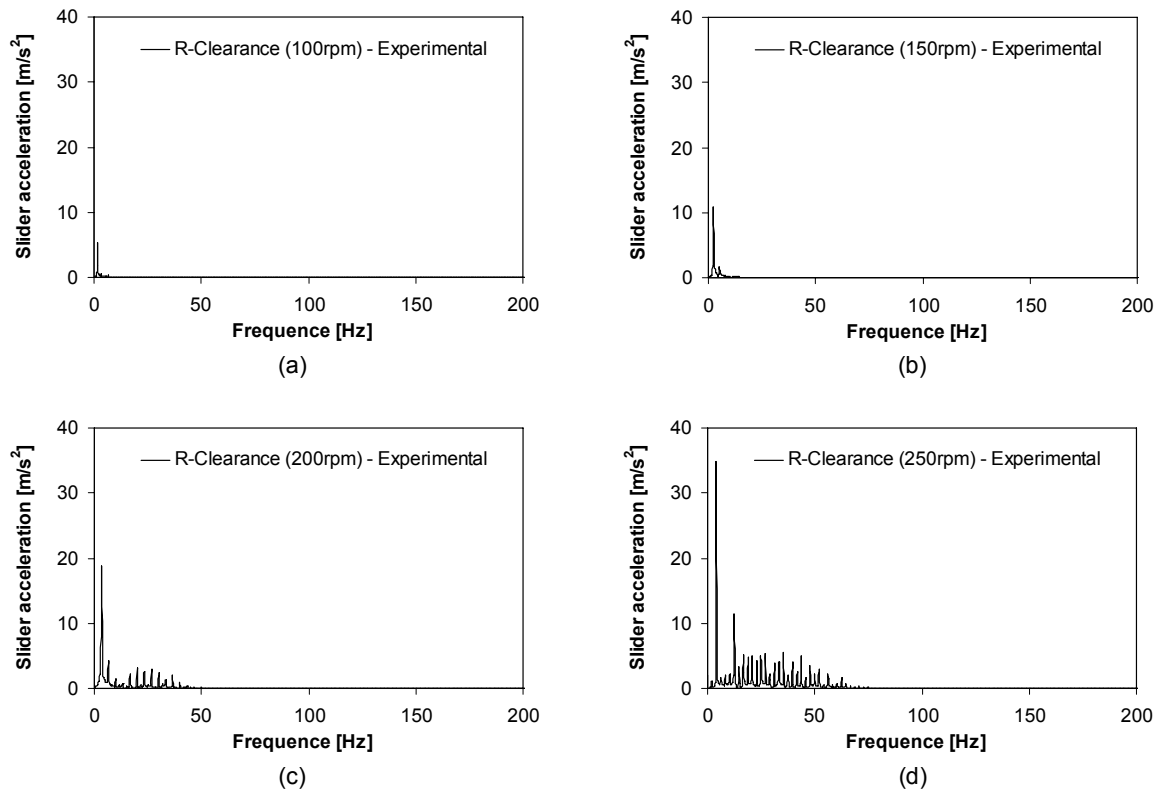 40
30
20
10
0
Slider acceleration [m/s²]
R-Clearance (100rpm) - Experimental
0 50 100 150 200
Frequence [Hz]
(a)
40
30
20
10
0
Slider acceleration [m/s²]
R-Clearance (150rpm) - Experimental
0 50 100 150 200
Frequence [Hz]
(b)
40
30
20
10
0
Slider acceleration [m/s²]
R-Clearance (200rpm) - Experimental
0 50 100 150 200
Frequence [Hz]
(c)
40
30
20
10
0
Slider acceleration [m/s²]
R-Clearance (250rpm) - Experimental
0 50 100 150 200
Frequence [Hz]
(d)